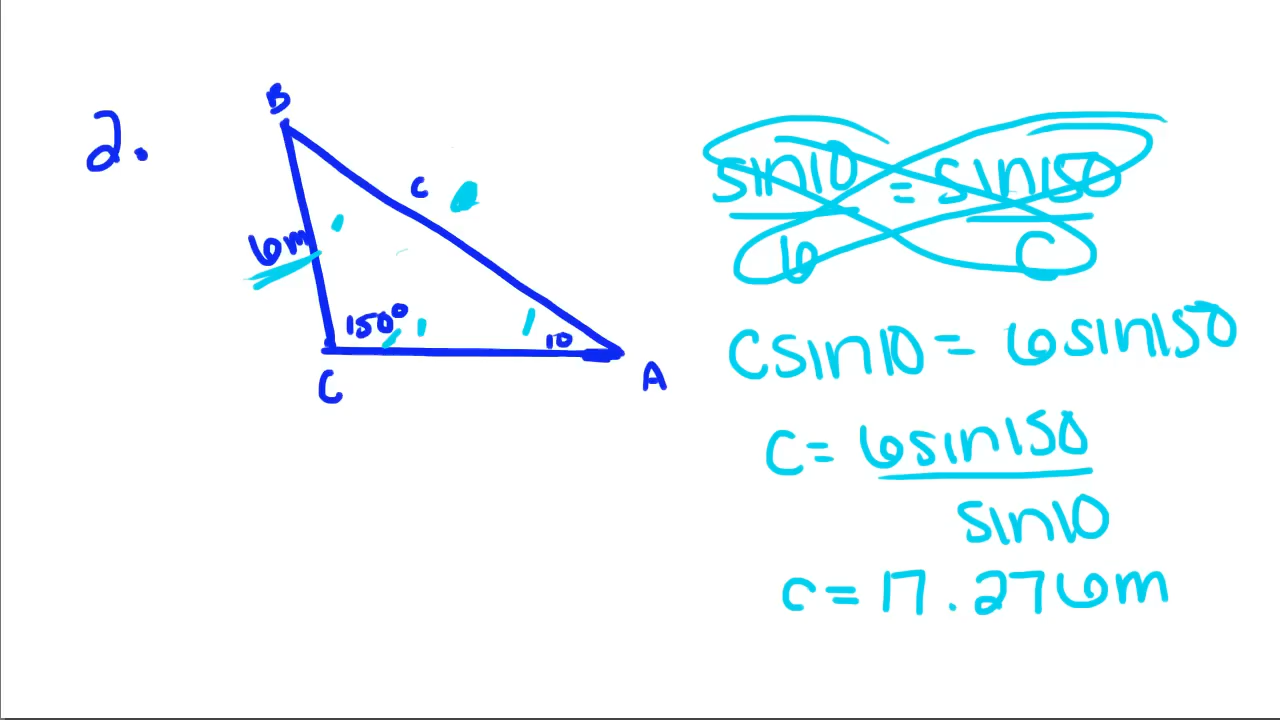 2.
B
c
6m
150°
10
C
A
sin10 = sin150
6 C
Csin10 = 6sin150
C = 6sin150
sin10
c = 17.276m